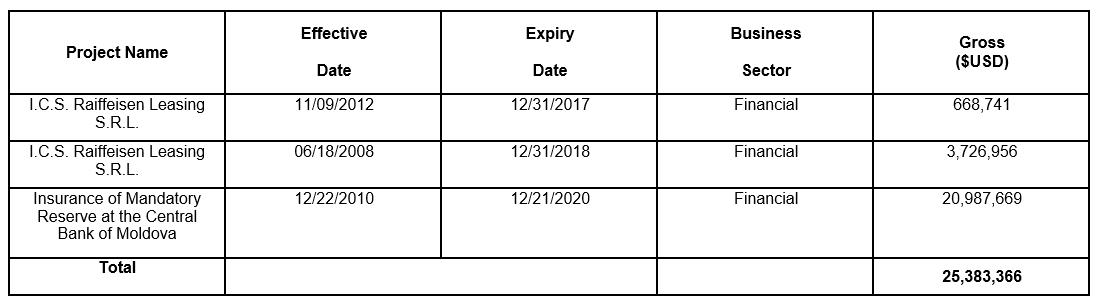 Project Name
Effective
Date
Expiry
Date
Business
Sector
Gross
($USD)
I.C.S. Raiffeisen Leasing
S.R.L.
11/09/2012
12/31/2017
Financial
668,741
I.C.S. Raiffeisen Leasing
S.R.L.
06/18/2008
12/31/2018
Financial
3,726,956
Insurance of Mandatory
Reserve at the Central
Bank of Moldova
12/22/2010
12/21/2020
Financial
20,987,669
Total
25,383,366